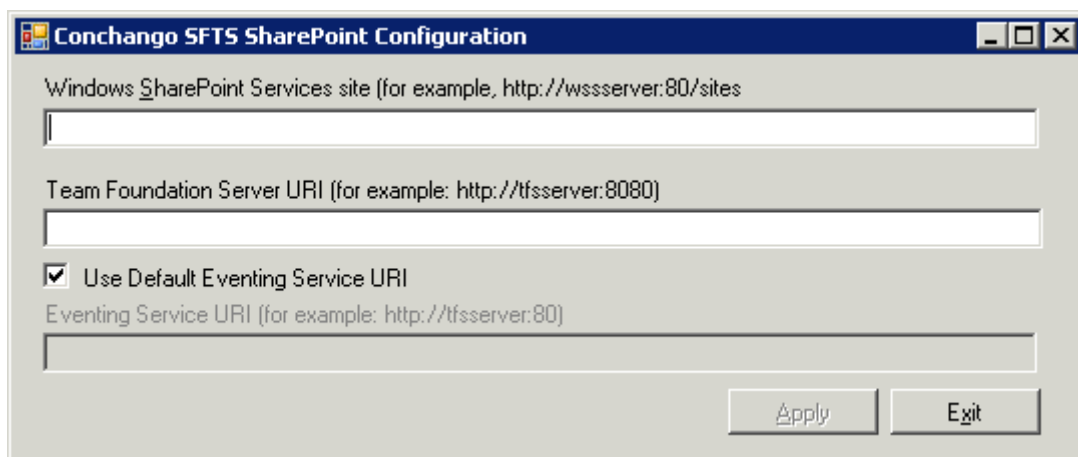 Conchango SFTS SharePoint Configuration
Windows SharePoint Services site (for example, http://wssserver:80/sites
Team Foundation Server URI (for example: http://tfsserver:8080)
Use Default Eventing Service URI
Eventing Service URI (for example: http://tfsserver:80)
Apply Exit